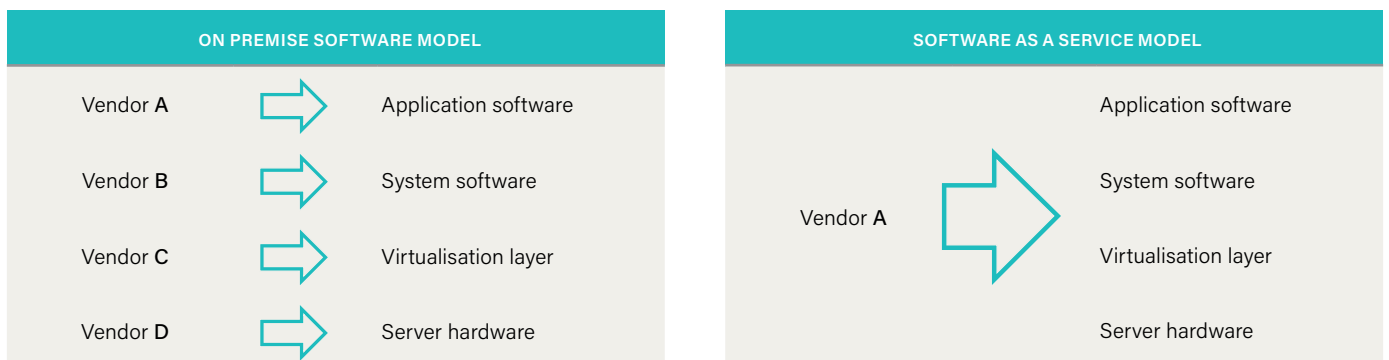 ON PREMISE SOFTWARE MODEL
Vendor A
Application software
Vendor B
System software
Vendor C
Virtualisation layer
Vendor D
Server hardware
SOFTWARE AS A SERVICE MODEL
Vendor A
Application software
System software
Virtualisation layer
Server hardware